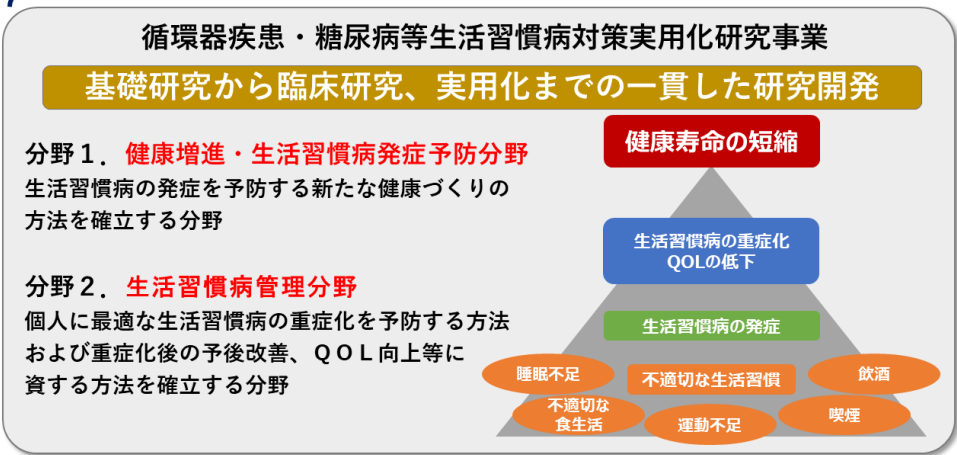 循環器疾患・糖尿病等生活習慣病対策実用化研究事業
基礎研究から臨床研究、実用化までの一貫した研究開発
分野１．健康増進・生活習慣病発症予防分野
生活習慣病の発症を予防する新たな健康づくりの
方法を確立する分野
分野２．生活習慣病管理分野
個人に最適な生活習慣病の重症化を予防する方法
および重症化後の予後改善、ＱＯＬ向上等に
資する方法を確立する分野
健康寿命の短縮
生活習慣病の重症化
QOLの低下
生活習慣病の発症
睡眠不足
不適切な生活習慣
飲酒
不適切な
食生活
運動不足
喫煙